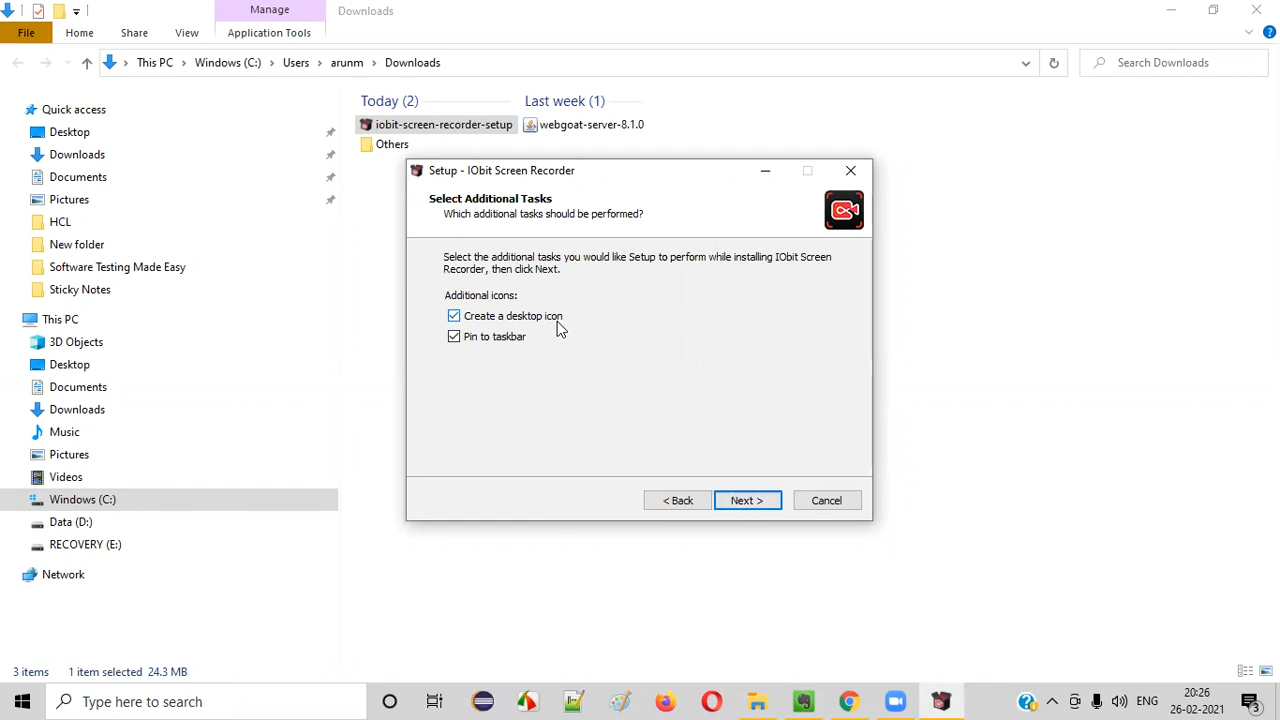 Manage
Downloads
File
Home
Share
View
Application Tools
This PC
Windows (C:)
Users
arunm
Downloads
Search Downloads
Quick access
Desktop
Downloads
Documents
Pictures
HCL
New folder
Software Testing Made Easy
Sticky Notes
This PC
3D Objects
Desktop
Documents
Downloads
Music
Pictures
Videos
Windows (C:)
Data (D:)
RECOVERY (E:)
Network
Today (2)
Last week (1)
iobit-screen-recorder-setup
webgoat-server-8.1.0
Others
Setup - IObit Screen Recorder
Select Additional Tasks
Which additional tasks should be performed?
Select the additional tasks you would like Setup to perform while installing IObit Screen
Recorder, then click Next.
Additional icons:
Create a desktop icon
Pin to taskbar
< Back
Next >
Cancel
3 items
1 item selected 24.3 MB
Type here to search
ENG
20:26
26-02-2021
3